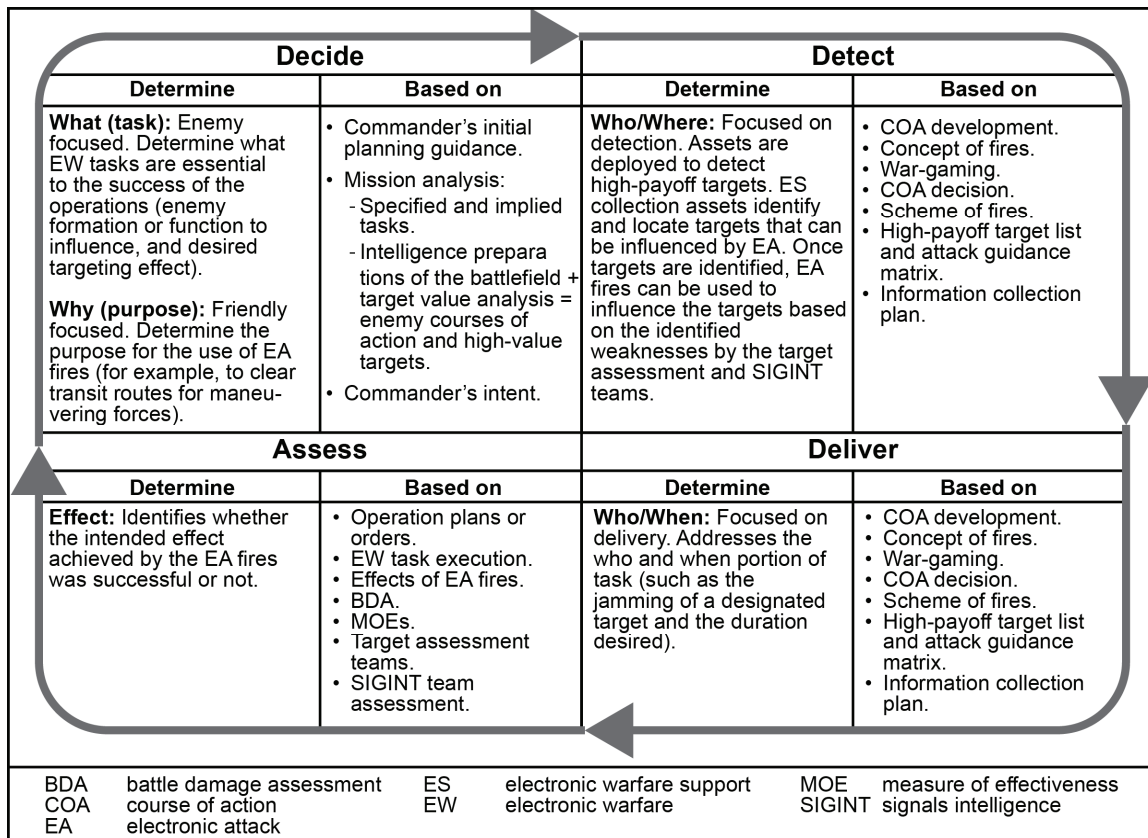 Decide
Determine
Based on
What (task): Enemy
focused. Determine what
EW tasks are essential
to the success of the
operations (enemy
formation or function to
influence, and desired
targeting effect).
Why (purpose): Friendly
focused. Determine the
purpose for the use of EA
fires (for example, to clear
transit routes for maneu-
vering forces).
• Commander's initial
planning guidance.
• Mission analysis:
- Specified and implied
tasks.
- Intelligence prepara
tions of the battlefield +
target value analysis =
enemy courses of
action and high-value
targets.
• Commander's intent.
Detect
Determine
Based on
Who/Where: Focused on
detection. Assets are
deployed to detect
high-payoff targets. ES
collection assets identify
and locate targets that can
be influenced by EA. Once
targets are identified, EA
fires can be used to
influence the targets based
on the identified
weaknesses by the target
assessment and SIGINT
teams.
• COA development.
• Concept of fires.
• War-gaming.
• COA decision.
• Scheme of fires.
• High-payoff target list
and attack guidance
matrix.
• Information collection
plan.
Assess
Determine
Based on
Effect: Identifies whether
the intended effect
achieved by the EA fires
was successful or not.
• Operation plans or
orders.
• EW task execution.
• Effects of EA fires.
• BDA.
• MOEs.
• Target assessment
teams.
• SIGINT team
assessment.
Deliver
Determine
Based on
Who/When: Focused on
delivery. Addresses the
who and when portion of
task (such as the
jamming of a designated
target and the duration
desired).
• COA development.
• Concept of fires.
• War-gaming.
• COA decision.
• Scheme of fires.
• High-payoff target list
and attack guidance
matrix.
• Information collection
plan.
BDA battle damage assessment
COA course of action
EA electronic attack
ES electronic warfare support
EW electronic warfare
MOE measure of effectiveness
SIGINT signals intelligence